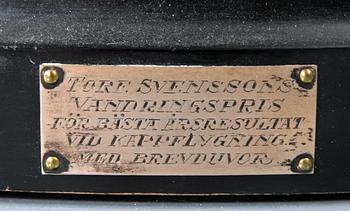 TORE SVENSSONS
VANDRINGSPRIS
FÖR BÄSTA ÅRSRESULTAT
VID KAPPFLYGNING
MED BREVDUVOR